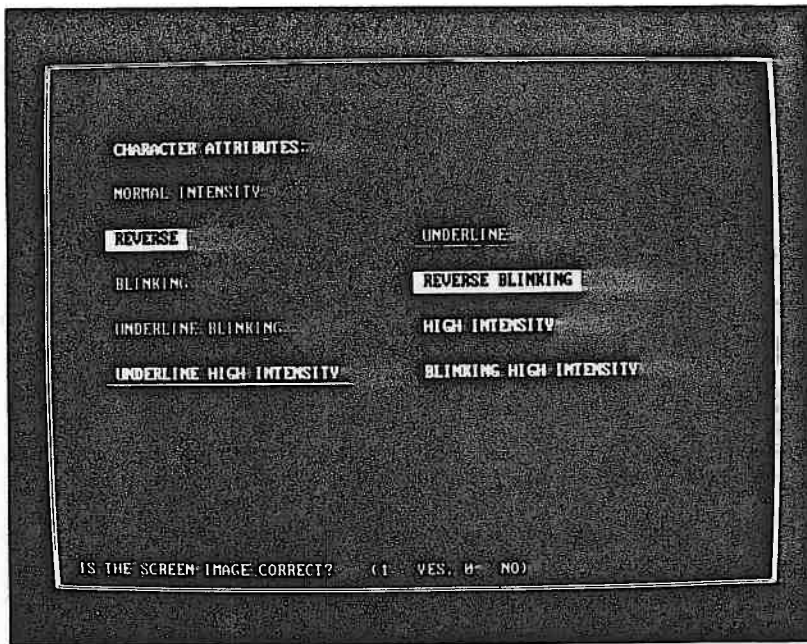 CHARACTER ATTRIBUTES:
NORMAL INTENSITY
REVERSE
UNDERLINE
BLINKING
REVERSE BLINKING
UNDERLINE BLINKING
HIGH INTENSITY
UNDERLINE HIGH INTENSITY
BLINKING HIGH INTENSITY
IS THE SCREEN IMAGE CORRECT? (1- YES, 0- NO)